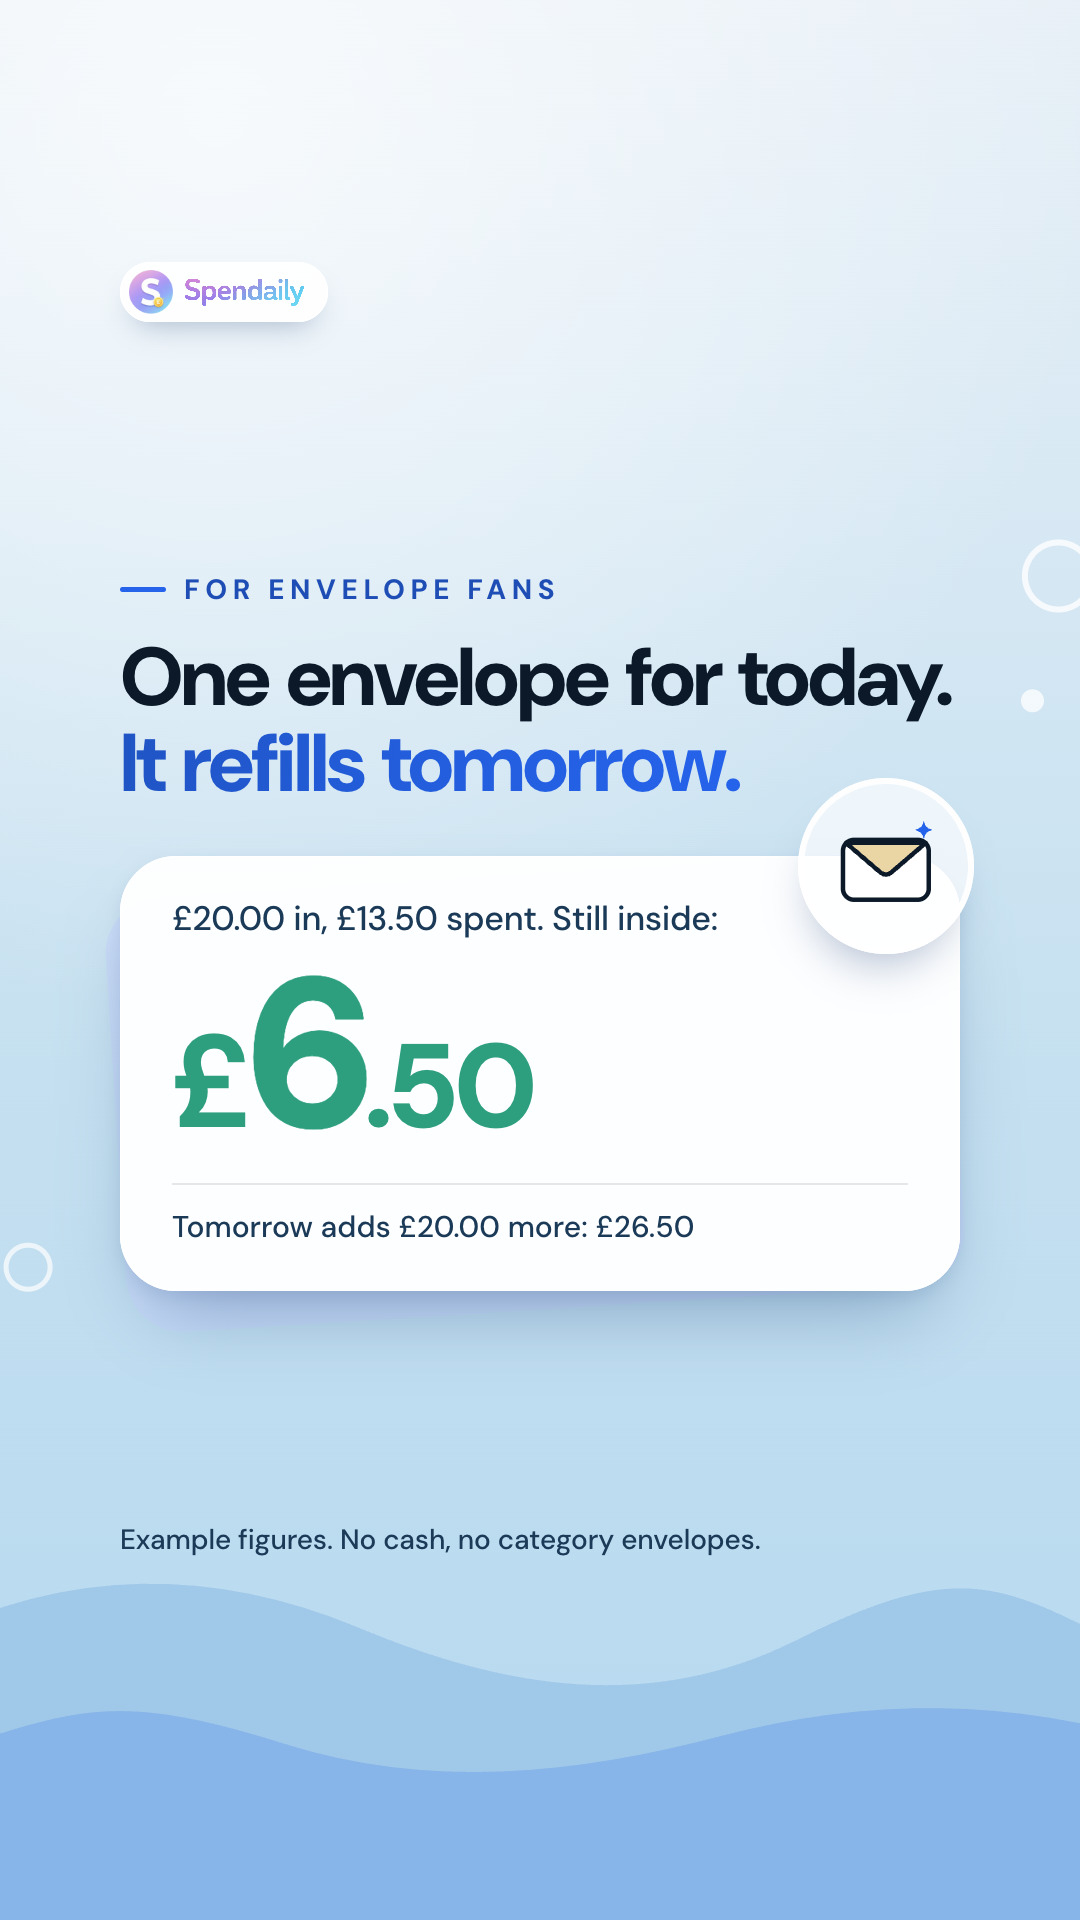 Spendaily
FOR ENVELOPE FANS
One envelope for today.
It refills tomorrow.
£20.00 in, £13.50 spent. Still inside:
£6.50
Tomorrow adds £20.00 more: £26.50
Example figures. No cash, no category envelopes.